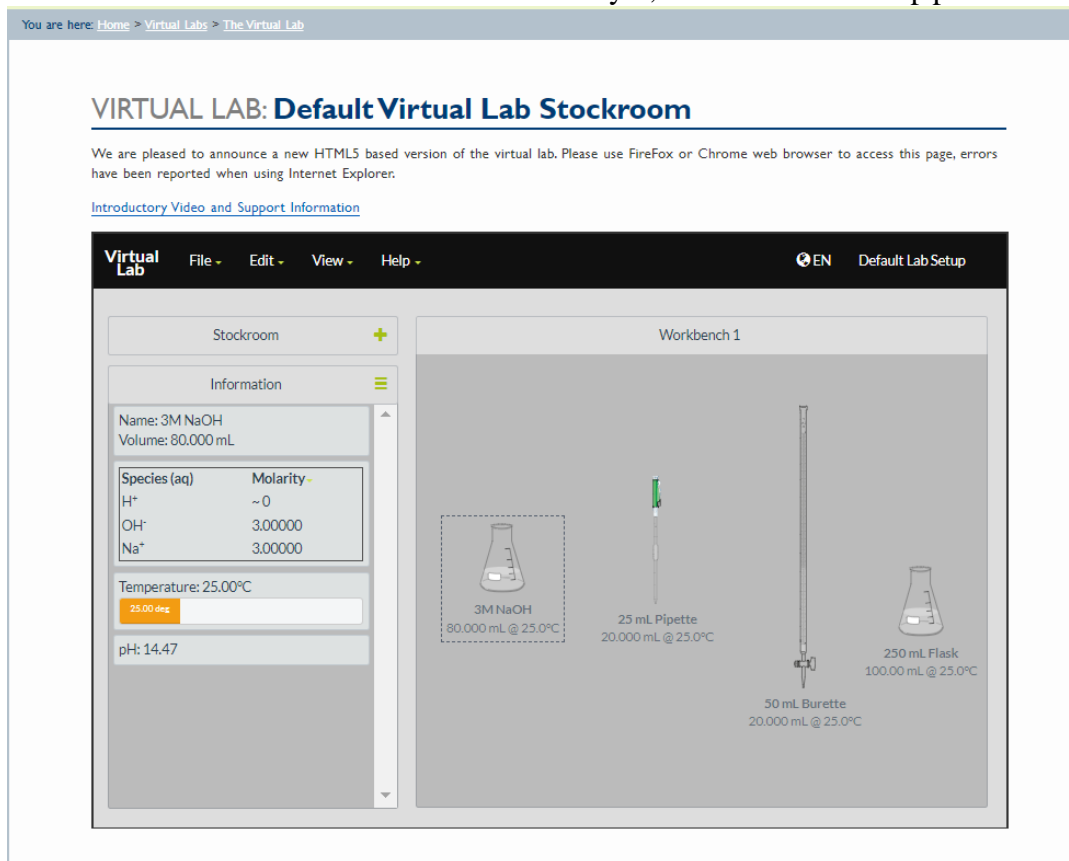 You are here: Home > Virtual Labs > The Virtual Lab
VIRTUAL LAB: Default Virtual Lab Stockroom
We are pleased to announce a new HTML5 based version of the virtual lab. Please use FireFox or Chrome web browser to access this page, errors
have been reported when using Internet Explorer.
Introductory Video and Support Information
Virtual Lab File Edit View Help EN Default Lab Setup
Stockroom
Workbench 1
Information
Name: 3M NaOH
Volume: 80.000 mL
Species (aq) Molarity
H⁺ ~ 0
OH⁻ 3.00000
Na⁺ 3.00000
Temperature: 25.00°C
25.00 deg
pH: 14.47
3M NaOH
80.000 mL @ 25.0°C
25 mL Pipette
20.000 mL @ 25.0°C
50 mL Burette
20.000 mL @ 25.0°C
250 mL Flask
100.00 mL @ 25.0°C